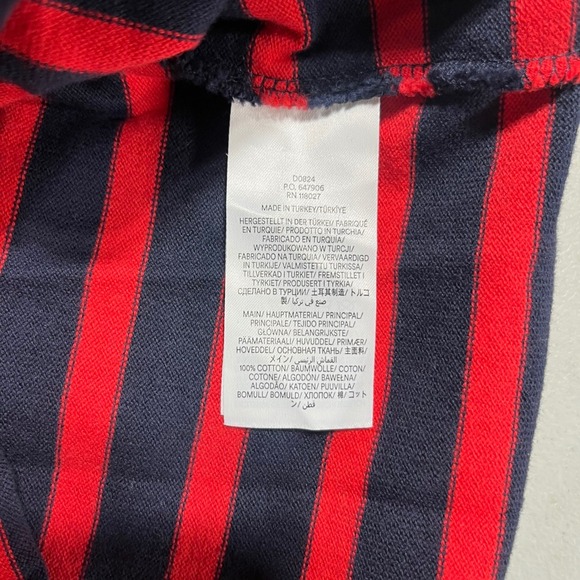 D0824
P.O. 647906
RN 118027
MADE IN TURKEY/TÜRKİYE
HERGESTELLT IN DER TÜRKEI/ FABRIQUÉ
EN TURQUIE/ PRODOTTO IN TURCHIA/
FABRICADO EN TURQUIA/
WYPRODUKOWANO W TURCJI/
FABRICADO NA TURQUIA/ VERVAARDIGD
IN TURKIJE/ VALMISTETTU TURKISSA/
TILLVERKAD I TURKIET/ FREMSTILLET I
TYRKIET/ PRODUSERT I TYRKIA/
СДЕЛАНО В ТУРЦИИ/ 土耳其制造/ トルコ
製/ صنع في تركيا
MAIN/ HAUPTMATERIAL/ PRINCIPAL/
PRINCIPALE/ TEJIDO PRINCIPAL/
GŁÓWNA/ BELANGRIJKSTE/
PÄÄMATERIAALI/ HUVUDDEL/ PRIMÆR/
HOVEDDEL/ ОСНОВНАЯ ТКАНЬ/ 主面料/
メイン/ القماش الرئيسي
100% COTTON/ BAUMWOLLE/ COTON/
COTONE/ ALGODÓN/ BAWEŁNA/
ALGODÃO/ KATOEN/ PUUVILLA/
BOMULL/ BOMULD/ ХЛОПОК/ 棉/ コット
ン/ قطن